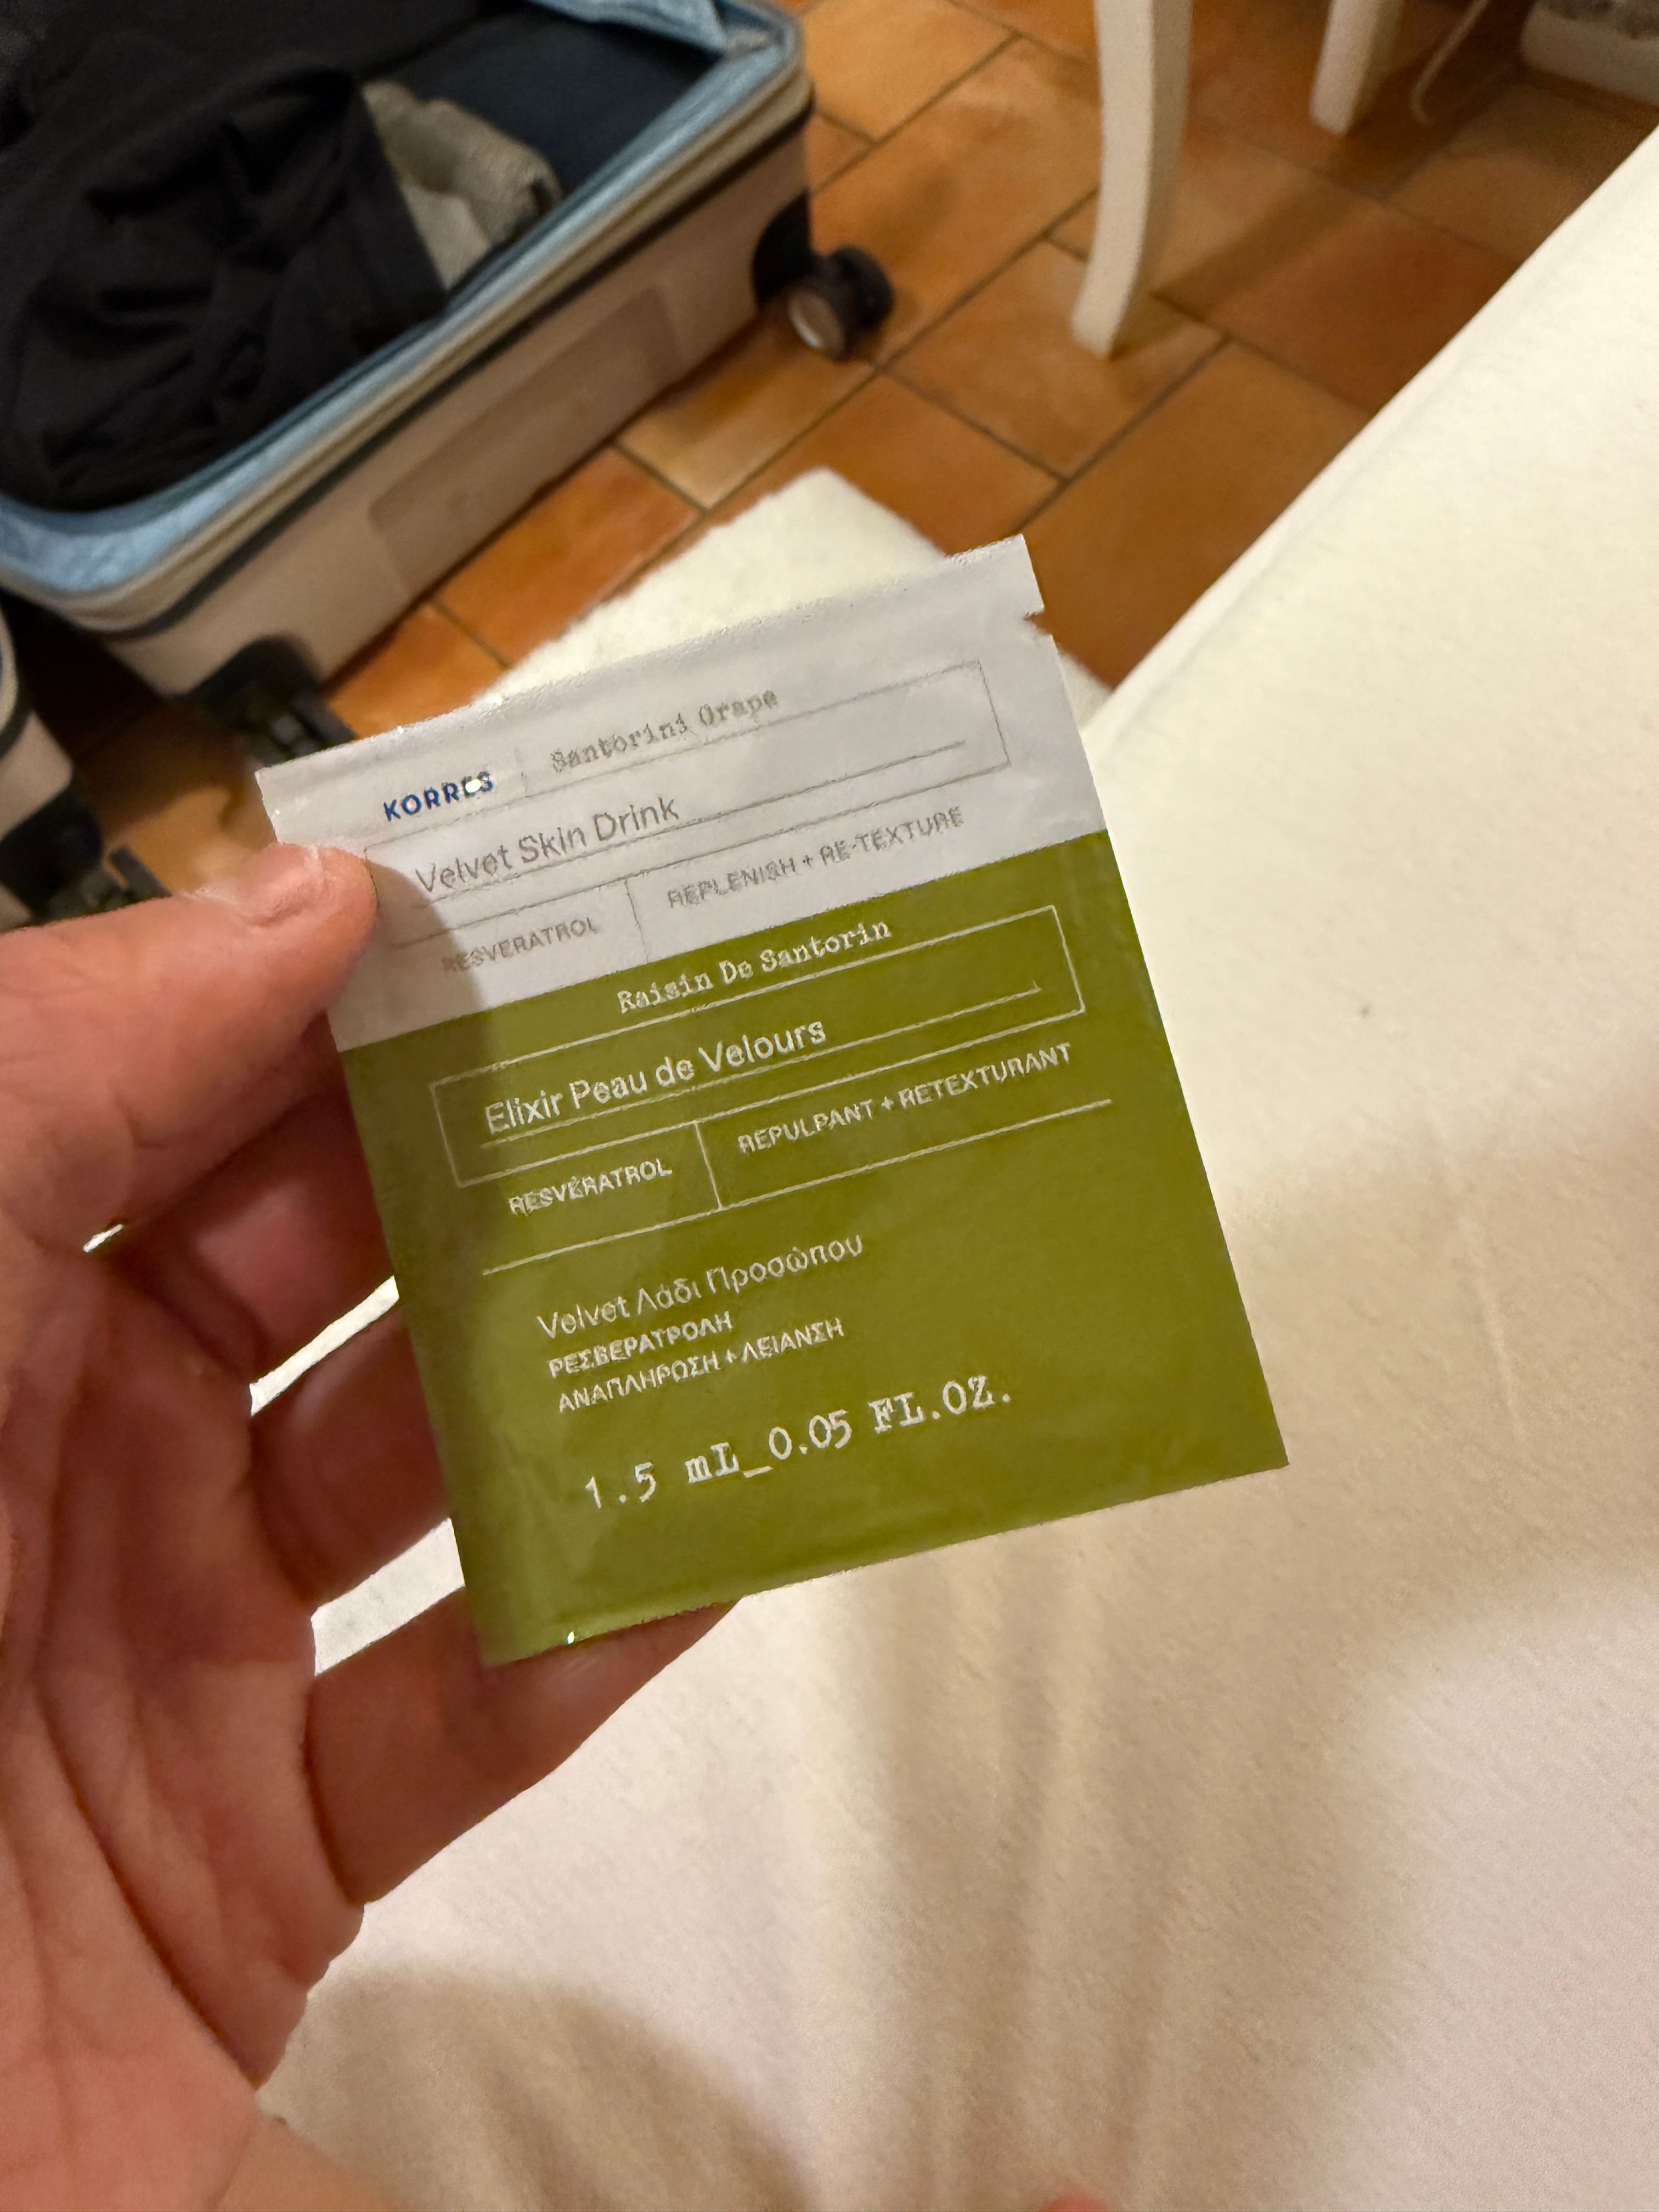 KORRES Santorini Grape
Velvet Skin Drink
RESVERATROL REPLENISH + RE-TEXTURE
Raisin De Santorin
Elixir Peau de Velours
RESVÉRATROL REPULPANT + RETEXTURANT
Velvet Λάδι Προσώπου
ΡΕΣΒΕΡΑΤΡΟΛΗ
ΑΝΑΠΛΗΡΩΣΗ + ΛΕΙΑΝΣΗ
1.5 mL_0.05 FL.OZ.